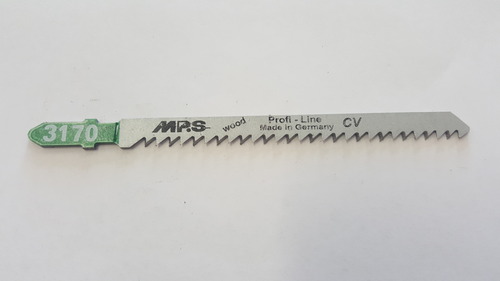 3170
MPS wood Profi - Line CV
Made in Germany